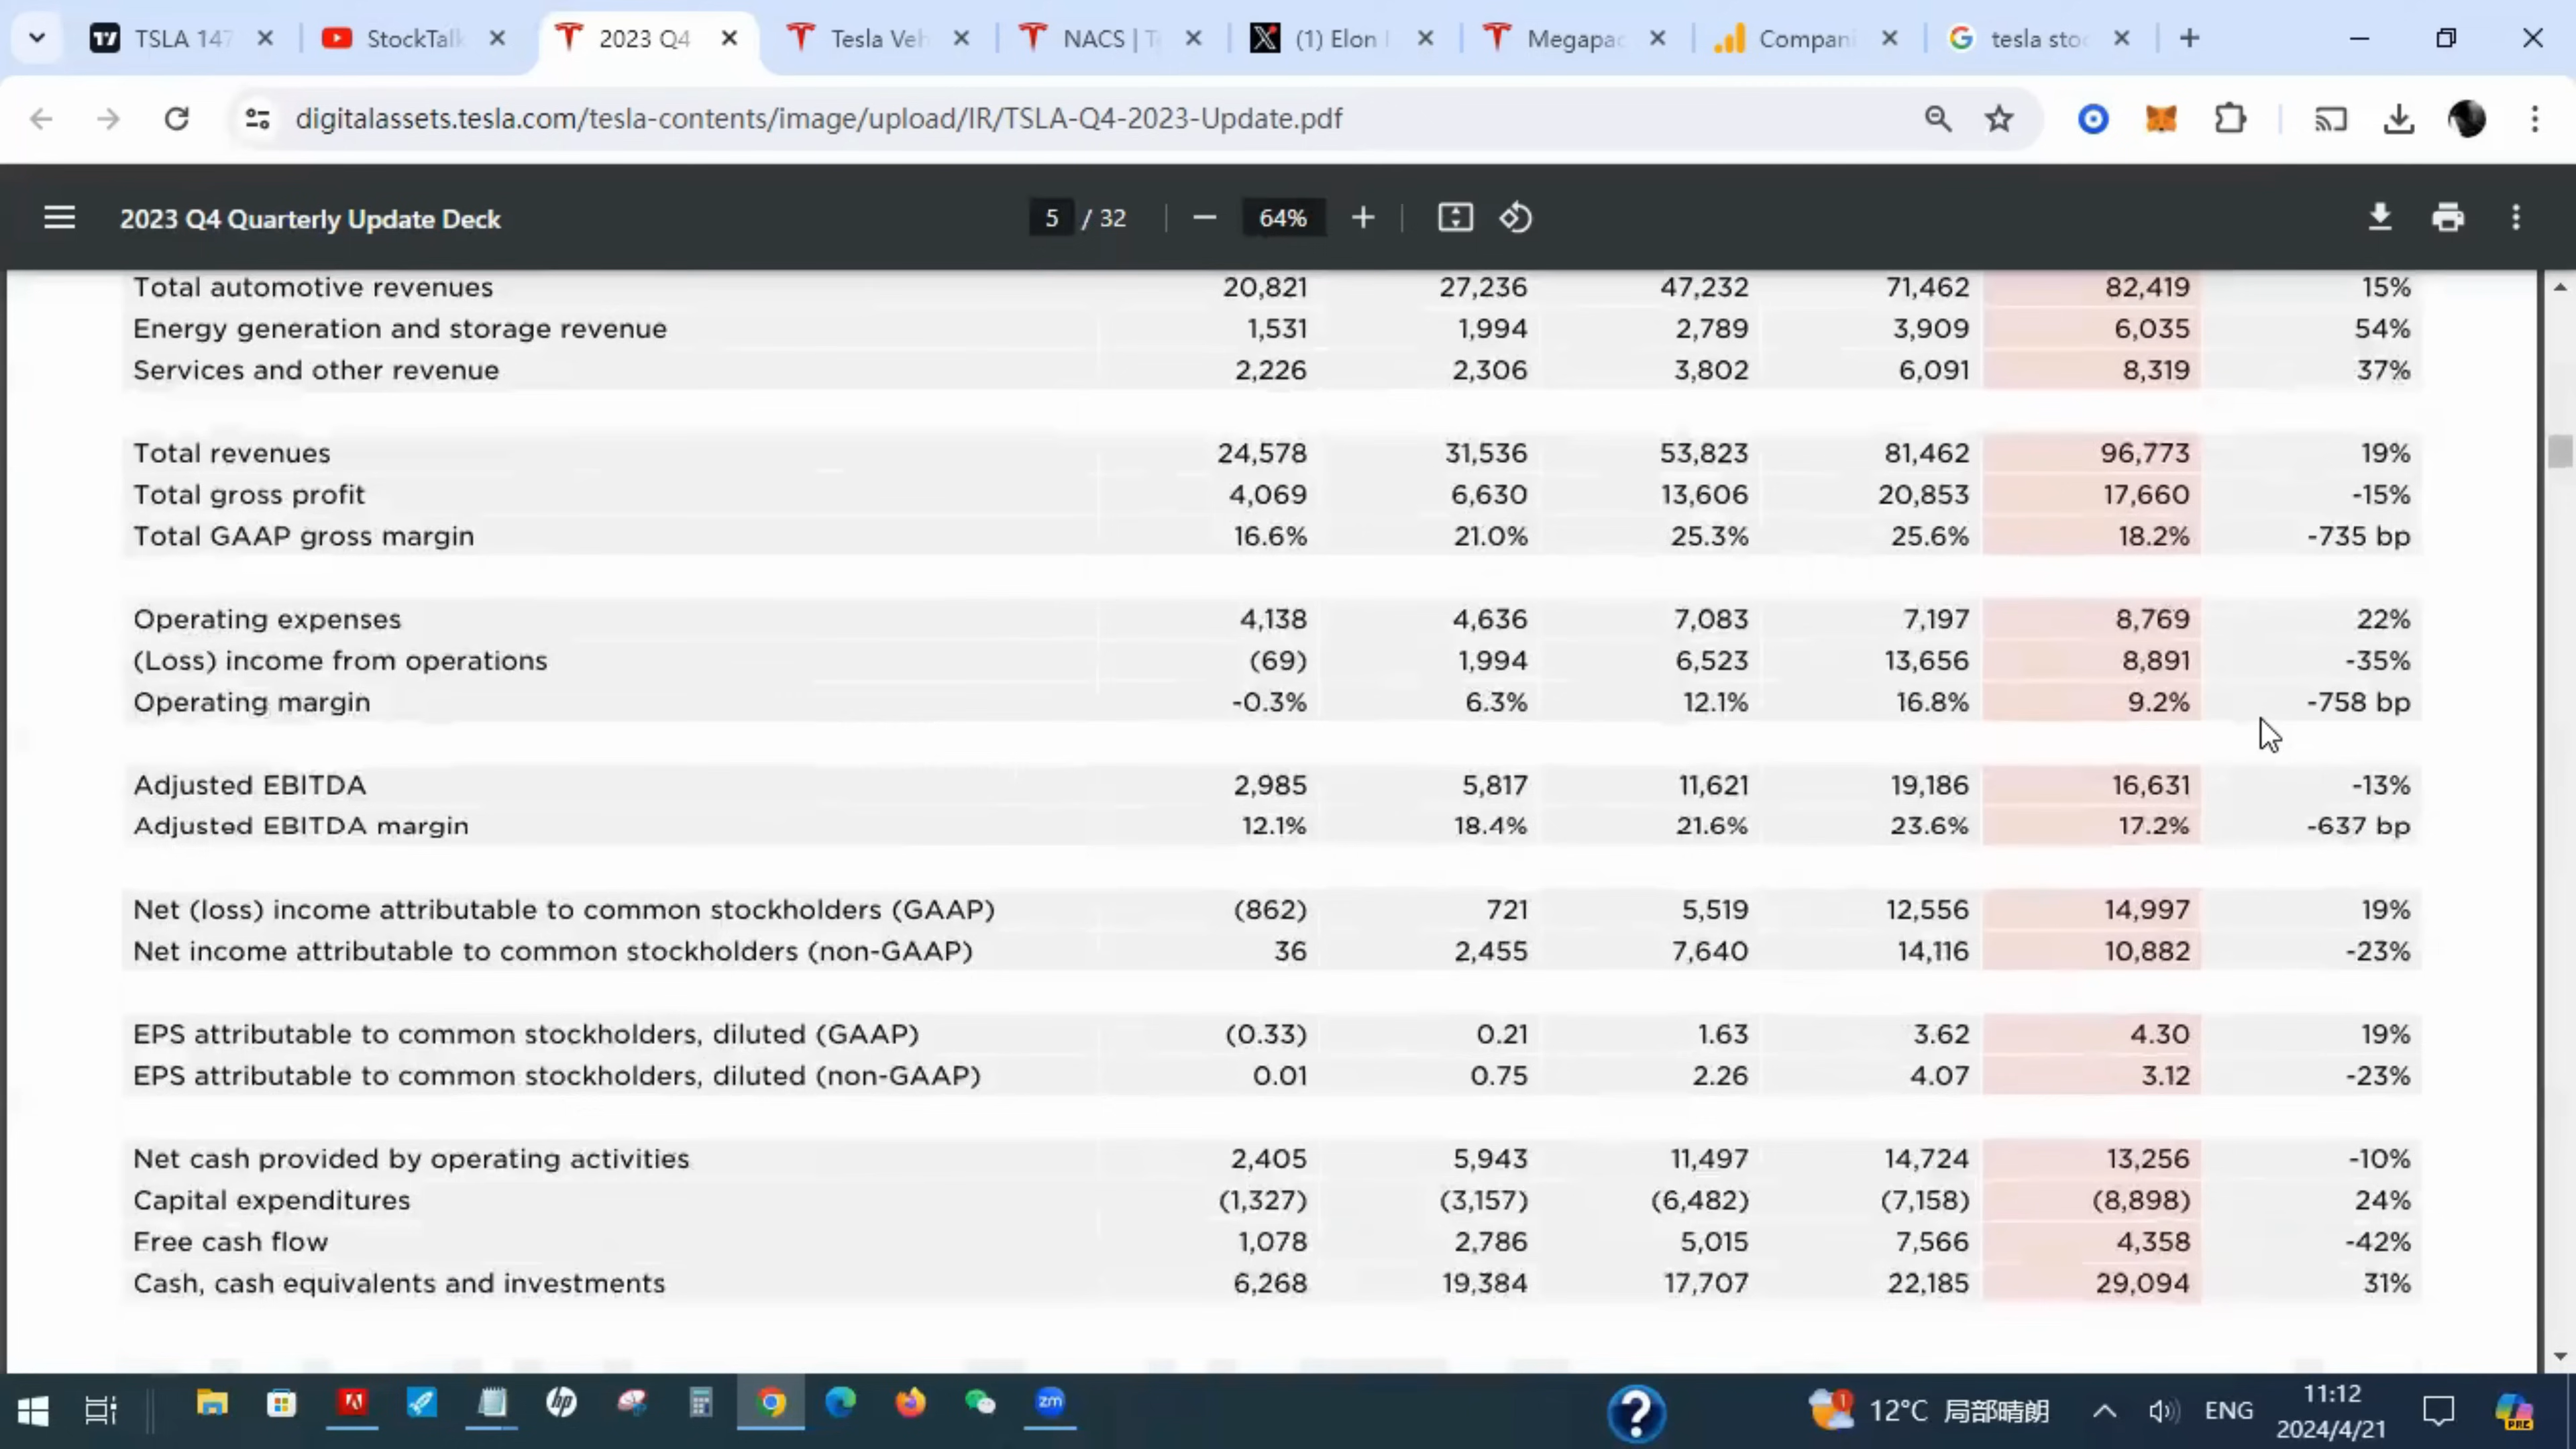 TSLA 147
StockTalk
2023 Q4
Tesla Veh
NACS | T
(1) Elon
Megapac
Compani
tesla sto
digitalassets.tesla.com/tesla-contents/image/upload/IR/TSLA-Q4-2023-Update.pdf
2023 Q4 Quarterly Update Deck 5 / 32 64%
Total automotive revenues 20,821 27,236 47,232 71,462 82,419 15%
Energy generation and storage revenue 1,531 1,994 2,789 3,909 6,035 54%
Services and other revenue 2,226 2,306 3,802 6,091 8,319 37%
Total revenues 24,578 31,536 53,823 81,462 96,773 19%
Total gross profit 4,069 6,630 13,606 20,853 17,660 -15%
Total GAAP gross margin 16.6% 21.0% 25.3% 25.6% 18.2% -735 bp
Operating expenses 4,138 4,636 7,083 7,197 8,769 22%
(Loss) income from operations (69) 1,994 6,523 13,656 8,891 -35%
Operating margin -0.3% 6.3% 12.1% 16.8% 9.2% -758 bp
Adjusted EBITDA 2,985 5,817 11,621 19,186 16,631 -13%
Adjusted EBITDA margin 12.1% 18.4% 21.6% 23.6% 17.2% -637 bp
Net (loss) income attributable to common stockholders (GAAP) (862) 721 5,519 12,556 14,997 19%
Net income attributable to common stockholders (non-GAAP) 36 2,455 7,640 14,116 10,882 -23%
EPS attributable to common stockholders, diluted (GAAP) (0.33) 0.21 1.63 3.62 4.30 19%
EPS attributable to common stockholders, diluted (non-GAAP) 0.01 0.75 2.26 4.07 3.12 -23%
Net cash provided by operating activities 2,405 5,943 11,497 14,724 13,256 -10%
Capital expenditures (1,327) (3,157) (6,482) (7,158) (8,898) 24%
Free cash flow 1,078 2,786 5,015 7,566 4,358 -42%
Cash, cash equivalents and investments 6,268 19,384 17,707 22,185 29,094 31%
hp
zm
?
1
12°C 局部晴朗
ENG
11:12
2024/4/21
PRE